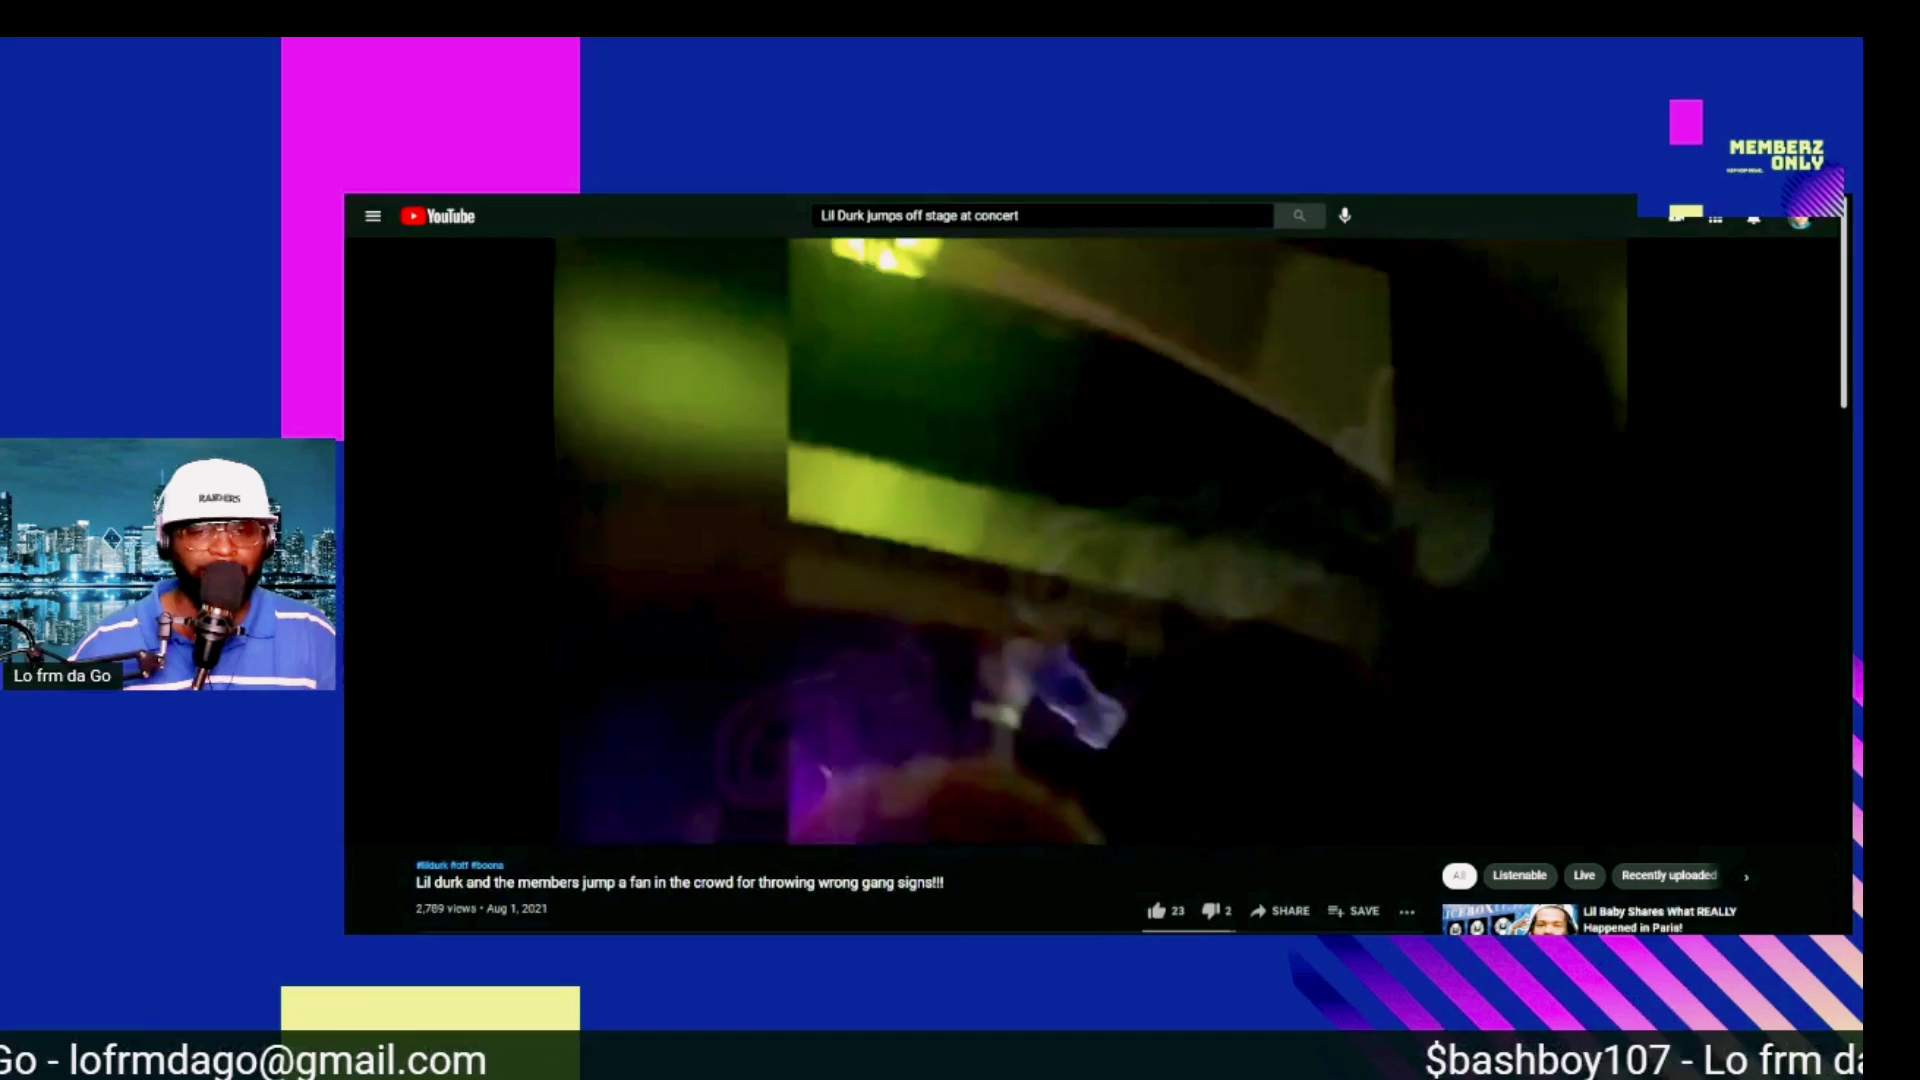 MEMBERZ
ONLY
YouTube
Lil Durk jumps off stage at concert
RAIDERS
Lo frm da Go
#lildurk #otf #boona
Lil durk and the members jump a fan in the crowd for throwing wrong gang signs!!!
2,789 views • Aug 1, 2021
23
2
SHARE
SAVE
All
Listenable
Live
Recently uploaded
Lil Baby Shares What REALLY
Happened in Paris!
Go - lofrmdago@gmail.com
$bashboy107 - Lo frm da